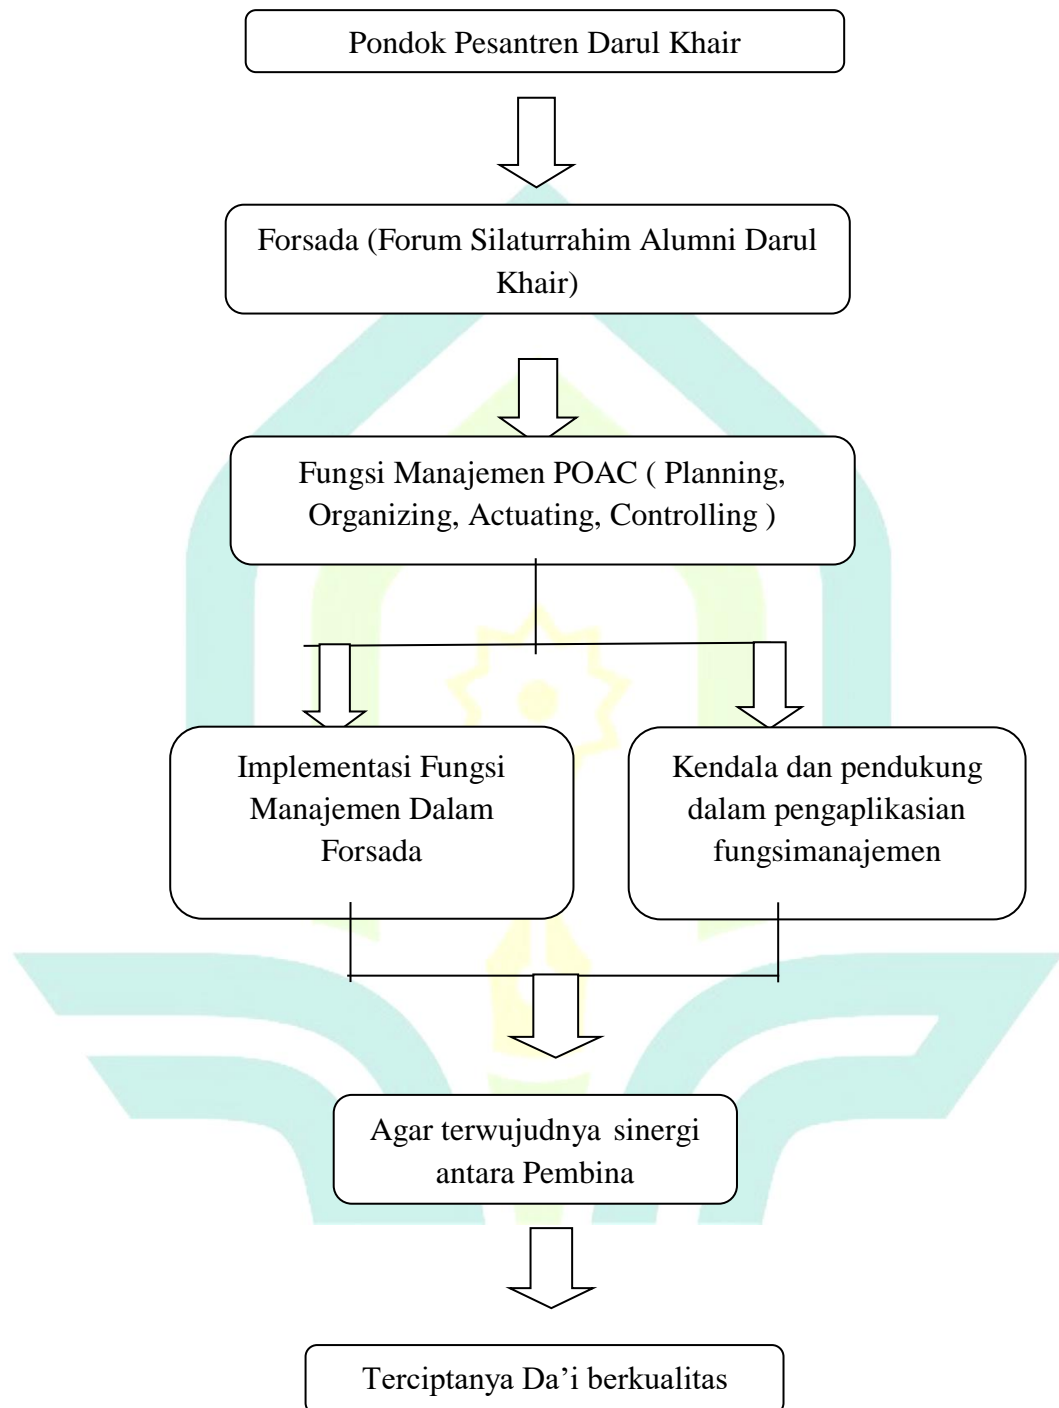 Pondok Pesantren Darul Khair
Forsada (Forum Silaturrahim Alumni Darul
Khair)
Fungsi Manajemen POAC ( Planning,
Organizing, Actuating, Controlling )
Implementasi Fungsi
Manajemen Dalam
Forsada
Kendala dan pendukung
dalam pengaplikasian
fungsimanajemen
Agar terwujudnya sinergi
antara Pembina
Terciptanya Da’i berkualitas